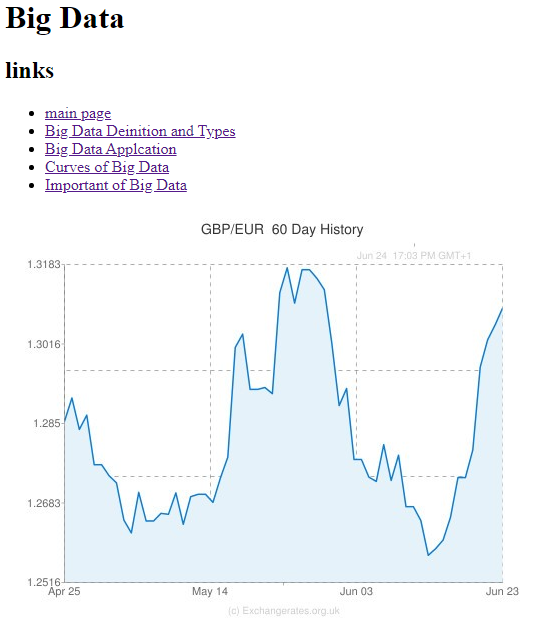 Big Data
links
main page
Big Data Deinition and Types
Big Data Applcation
Curves of Big Data
Important of Big Data
GBP/EUR 60 Day History
Jun 24 17:03 PM GMT+1
1.3183
1.3016
1.285
1.2683
1.2516
Apr 25 May 14 Jun 03 Jun 23
(c) Exchangerates.org.uk